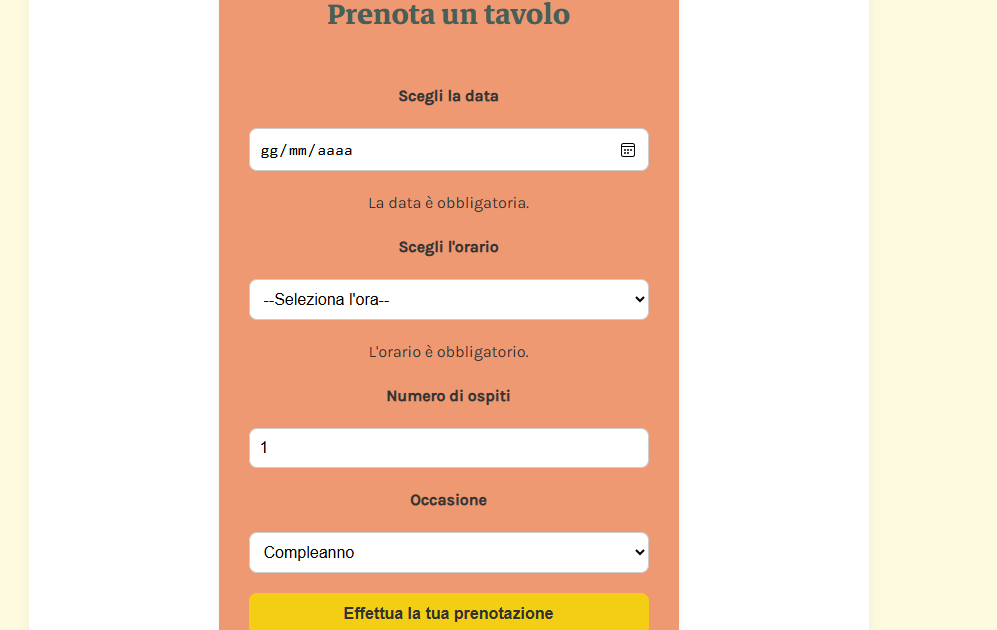 Prenota un tavolo
Scegli la data
gg/mm/aaaa
La data è obbligatoria.
Scegli l'orario
--Seleziona l'ora--
L'orario è obbligatorio.
Numero di ospiti
1
Occasione
Compleanno
Effettua la tua prenotazione